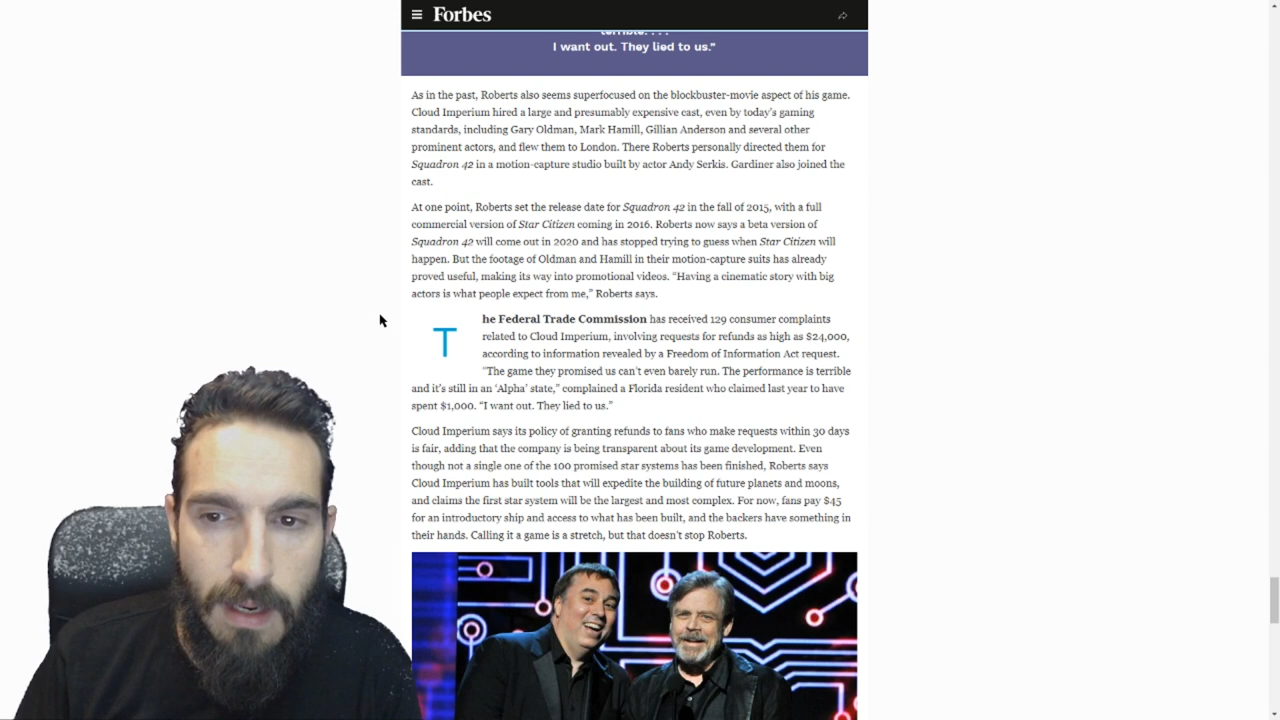 Forbes
terrible. . . .
I want out. They lied to us.”
As in the past, Roberts also seems superfocused on the blockbuster-movie aspect of his game.
Cloud Imperium hired a large and presumably expensive cast, even by today’s gaming
standards, including Gary Oldman, Mark Hamill, Gillian Anderson and several other
prominent actors, and flew them to London. There Roberts personally directed them for
Squadron 42 in a motion-capture studio built by actor Andy Serkis. Gardiner also joined the
cast.
At one point, Roberts set the release date for Squadron 42 in the fall of 2015, with a full
commercial version of Star Citizen coming in 2016. Roberts now says a beta version of
Squadron 42 will come out in 2020 and has stopped trying to guess when Star Citizen will
happen. But the footage of Oldman and Hamill in their motion-capture suits has already
proved useful, making its way into promotional videos. “Having a cinematic story with big
actors is what people expect from me,” Roberts says.
The Federal Trade Commission has received 129 consumer complaints
related to Cloud Imperium, involving requests for refunds as high as $24,000,
according to information revealed by a Freedom of Information Act request.
“The game they promised us can’t even barely run. The performance is terrible
and it’s still in an ‘Alpha’ state,” complained a Florida resident who claimed last year to have
spent $1,000. “I want out. They lied to us.”
Cloud Imperium says its policy of granting refunds to fans who make requests within 30 days
is fair, adding that the company is being transparent about its game development. Even
though not a single one of the 100 promised star systems has been finished, Roberts says
Cloud Imperium has built tools that will expedite the building of future planets and moons,
and claims the first star system will be the largest and most complex. For now, fans pay $45
for an introductory ship and access to what has been built, and the backers have something in
their hands. Calling it a game is a stretch, but that doesn’t stop Roberts.